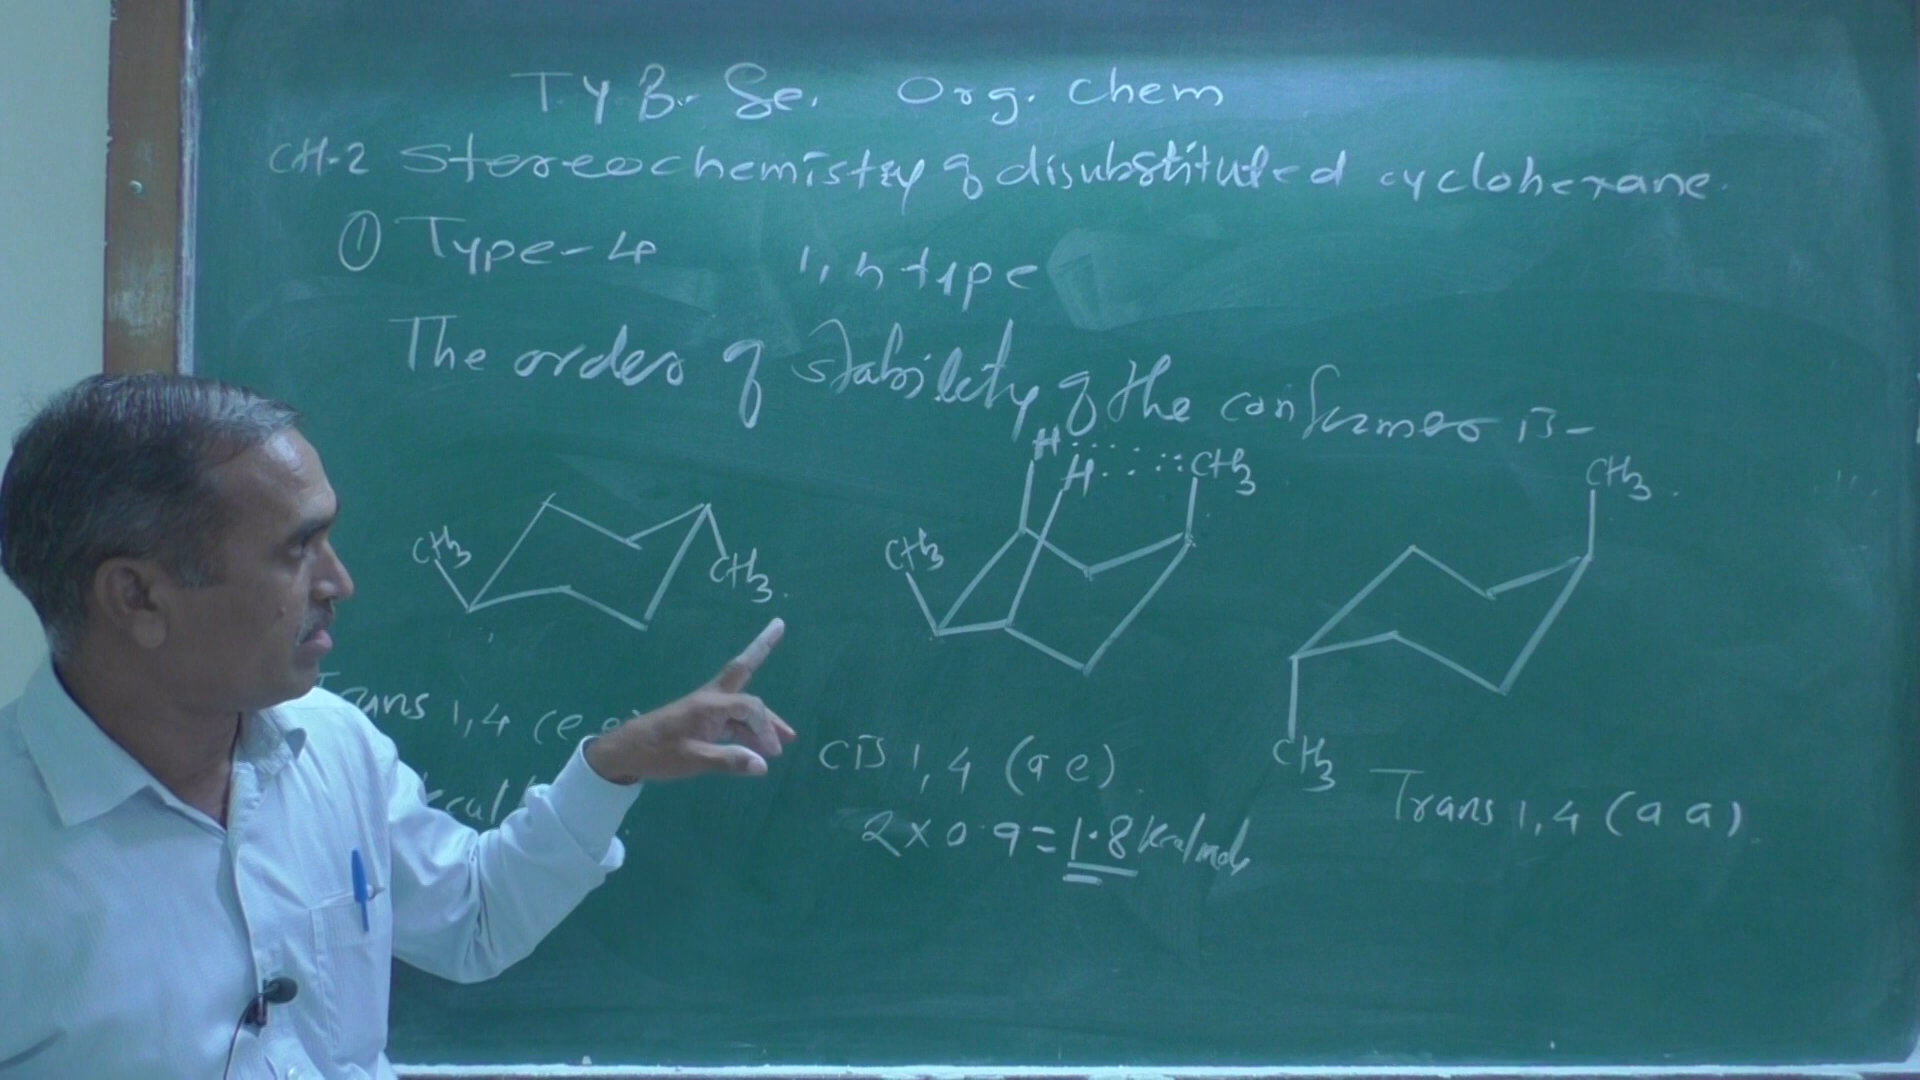 T.Y B. Sc. Org. Chem
CH-2 Stereochemistry of disubstituted cyclohexane.
① Type-4 1,4 type
The order of stability of the conformers is-
H CH3
H CH3
CH3 CH3 CH3
CH3
Trans 1,4 (e e) Cis 1,4 (a e) CH3 Trans 1,4 (a a)
2 x 0.9 = 1.8 kcal/mole